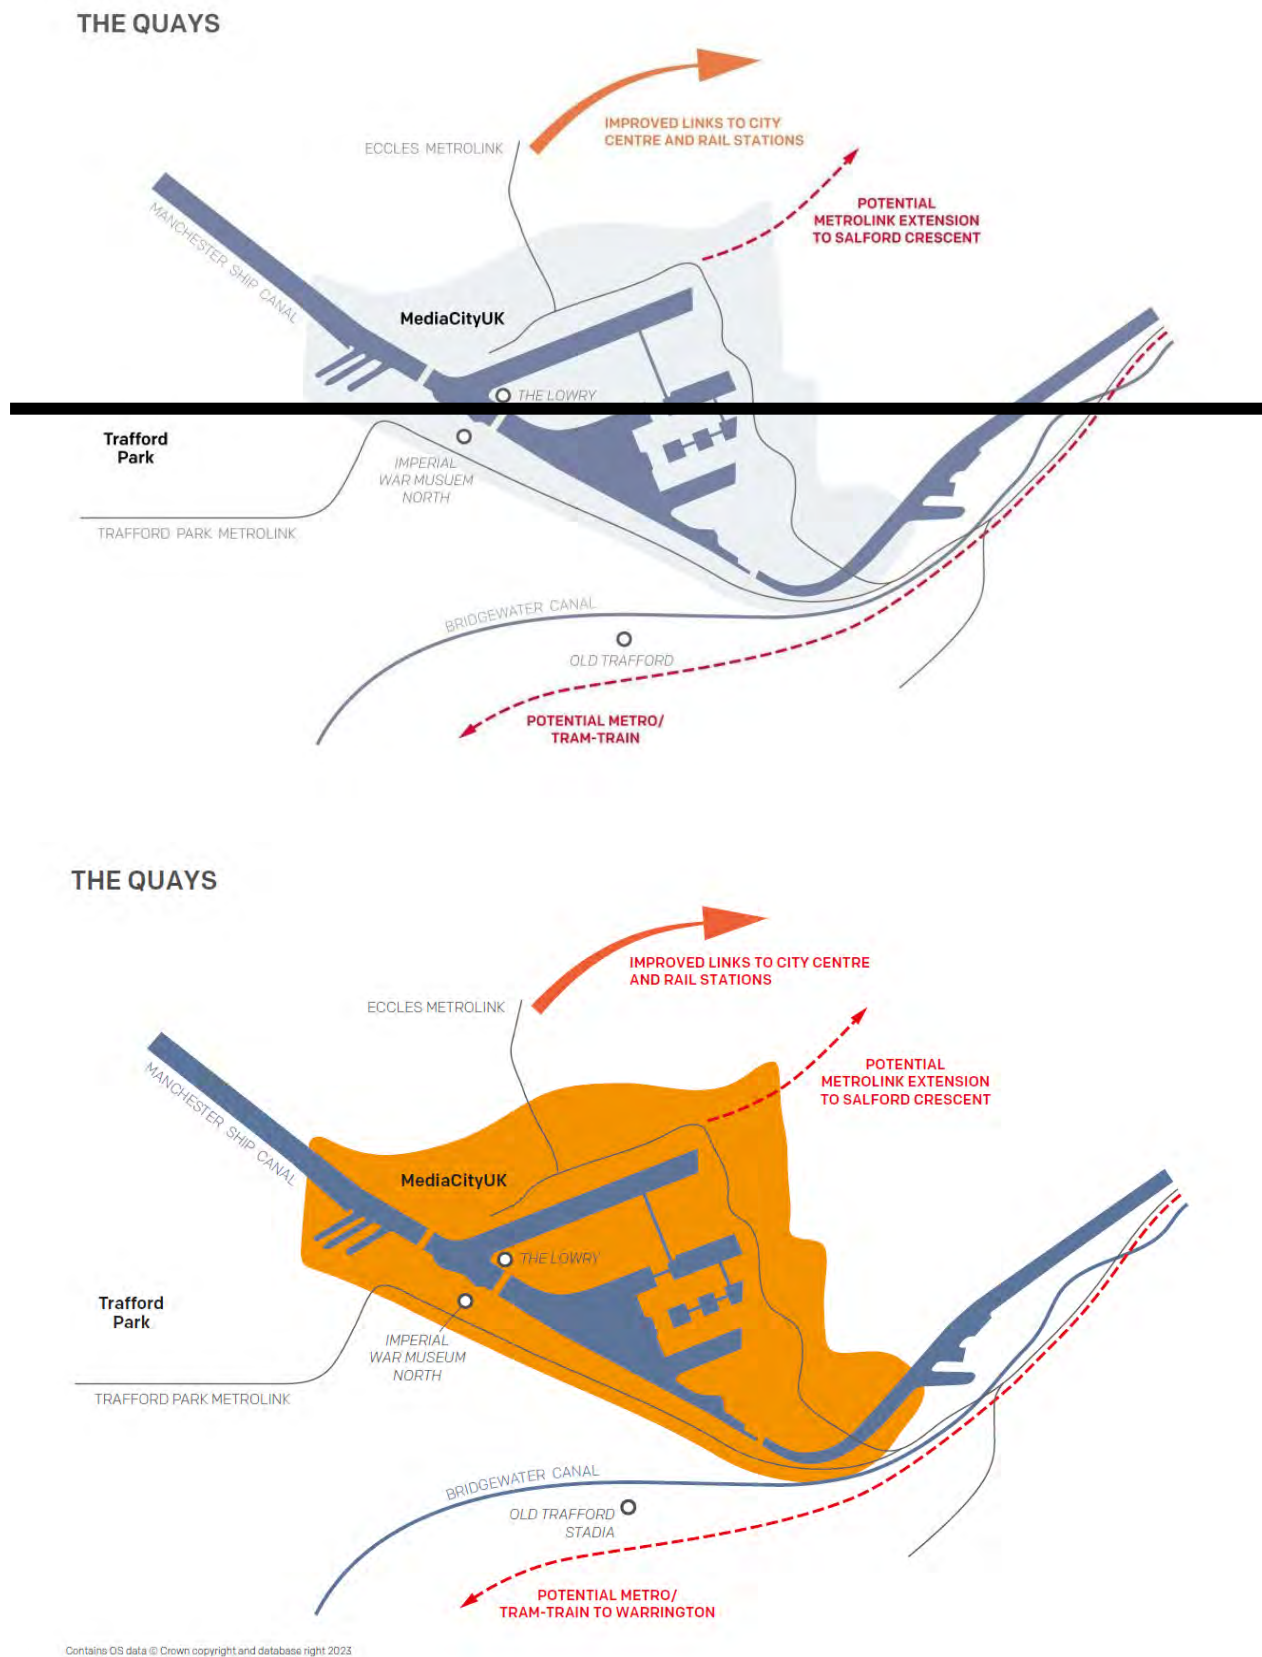 THE QUAYS
IMPROVED LINKS TO CITY
CENTRE AND RAIL STATIONS
ECCLES METROLINK
POTENTIAL
METROLINK EXTENSION
TO SALFORD CRESCENT
MANCHESTER SHIP CANAL
MediaCityUK
THE LOWRY
Trafford
Park
IMPERIAL
WAR MUSUEM
NORTH
TRAFFORD PARK METROLINK
BRIDGEWATER CANAL
OLD TRAFFORD
POTENTIAL METRO/
TRAM-TRAIN
THE QUAYS
IMPROVED LINKS TO CITY CENTRE
AND RAIL STATIONS
ECCLES METROLINK
POTENTIAL
METROLINK EXTENSION
TO SALFORD CRESCENT
MANCHESTER SHIP CANAL
MediaCityUK
THE LOWRY
Trafford
Park
IMPERIAL
WAR MUSEUM
NORTH
TRAFFORD PARK METROLINK
BRIDGEWATER CANAL
OLD TRAFFORD
STADIA
POTENTIAL METRO/
TRAM-TRAIN TO WARRINGTON
Contains OS data © Crown copyright and database right 2023